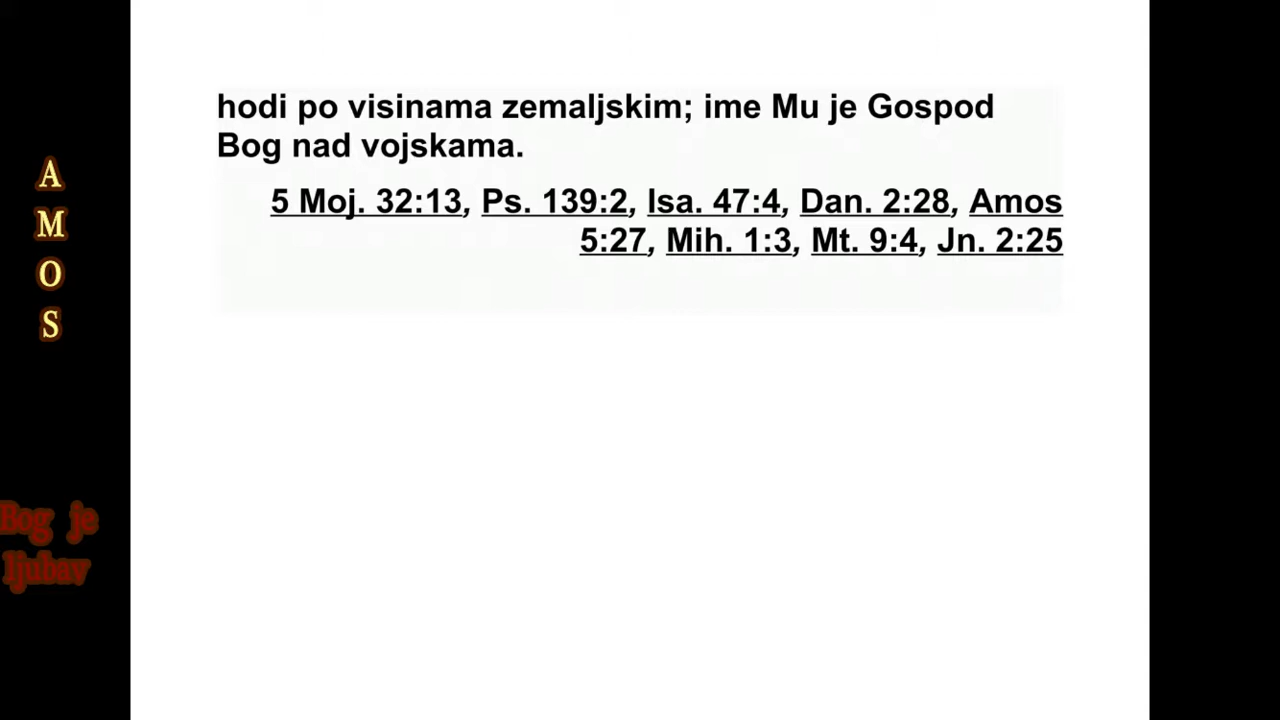 A
M
O
S
Bog je
ljubav
hodi po visinama zemaljskim; ime Mu je Gospod
Bog nad vojskama.
5 Moj. 32:13, Ps. 139:2, Isa. 47:4, Dan. 2:28, Amos
5:27, Mih. 1:3, Mt. 9:4, Jn. 2:25